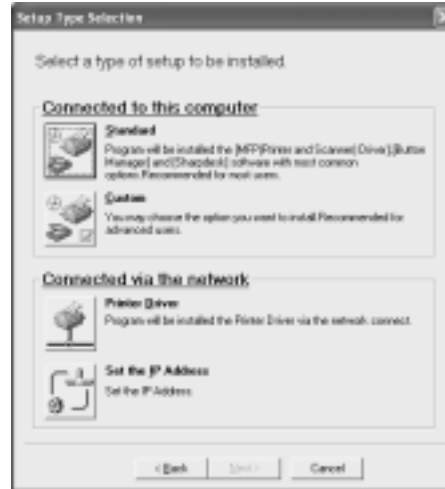 Setup Type Selection
Select a type of setup to be installed.
Connected to this computer
Standard
Program will be installed the [MFP(Printer and Scanner) Driver],[Button
Manager] and [Sharpdesk] software with most common
options. Recommended for most users.
Custom
You may choose the option you want to install. Recommended for
advanced users.
Connected via the network
Printer Driver
Program will be installed the Printer Driver via the network connect.
Set the IP Address
Set the IP Address
< Back
Next >
Cancel